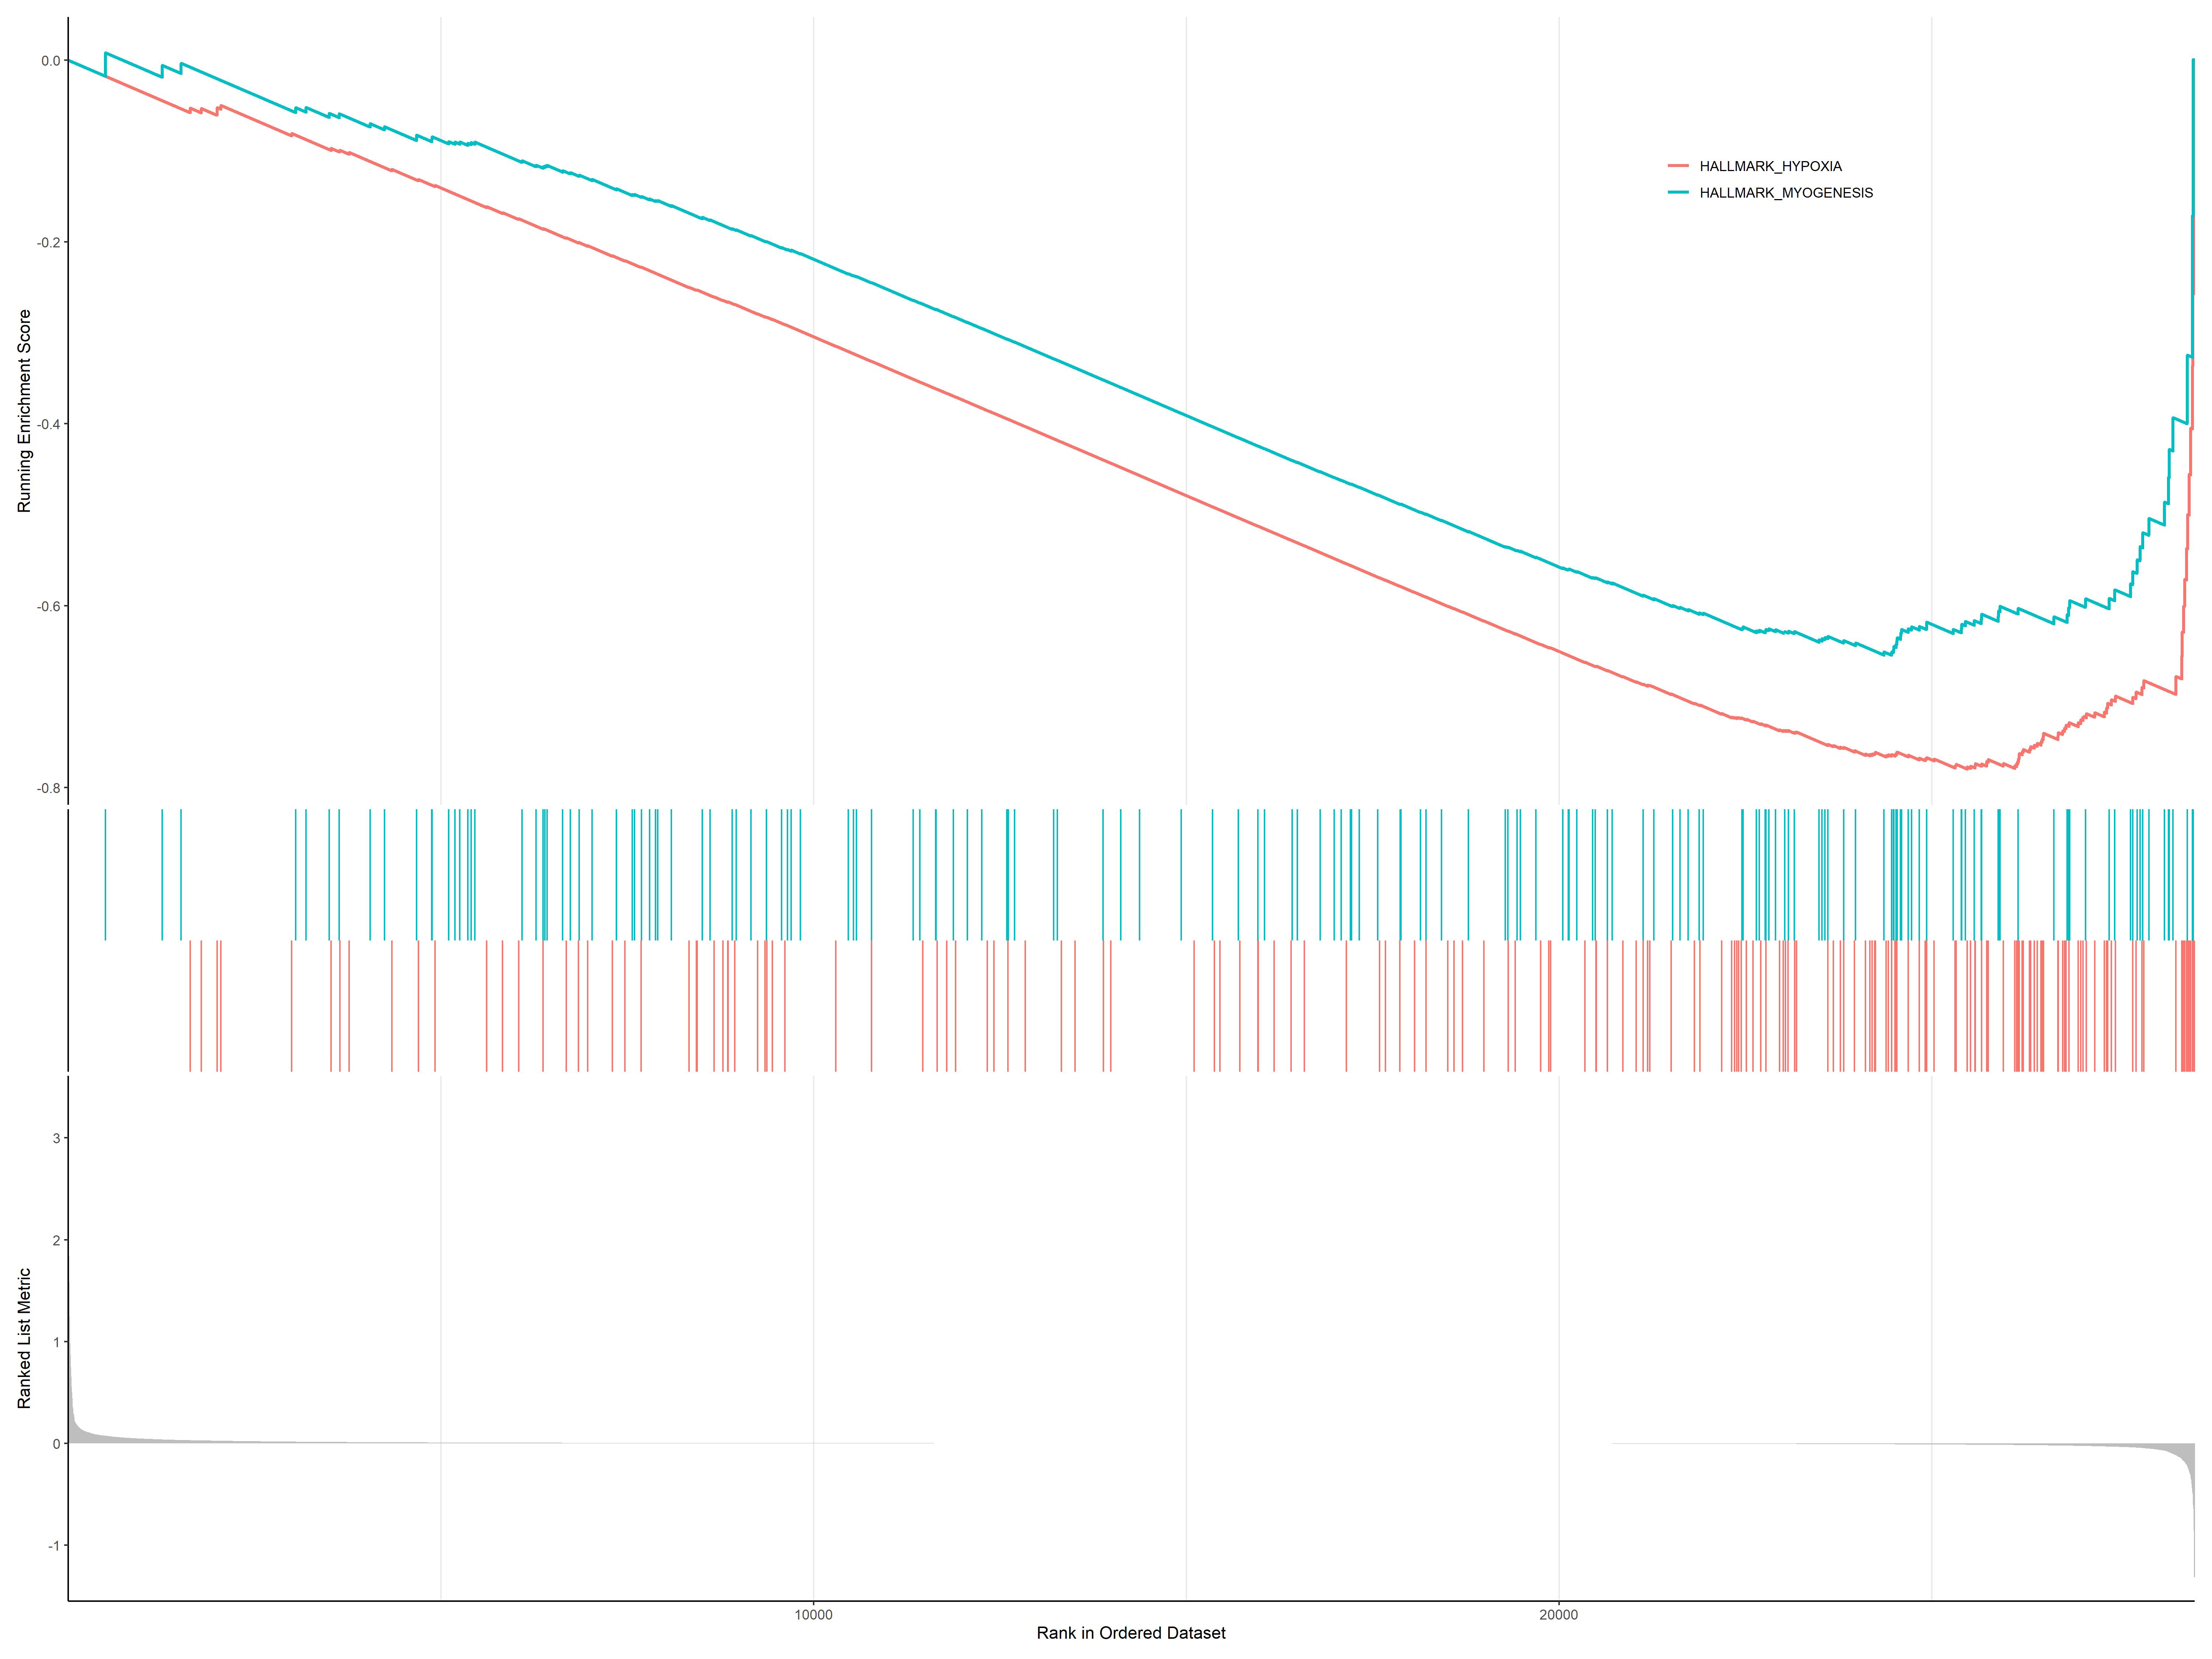 Running Enrichment Score
0.0
-0.2
-0.4
-0.6
-0.8
HALLMARK_HYPOXIA
HALLMARK_MYOGENESIS
Ranked List Metric
3
2
1
0
-1
10000
20000
Rank in Ordered Dataset